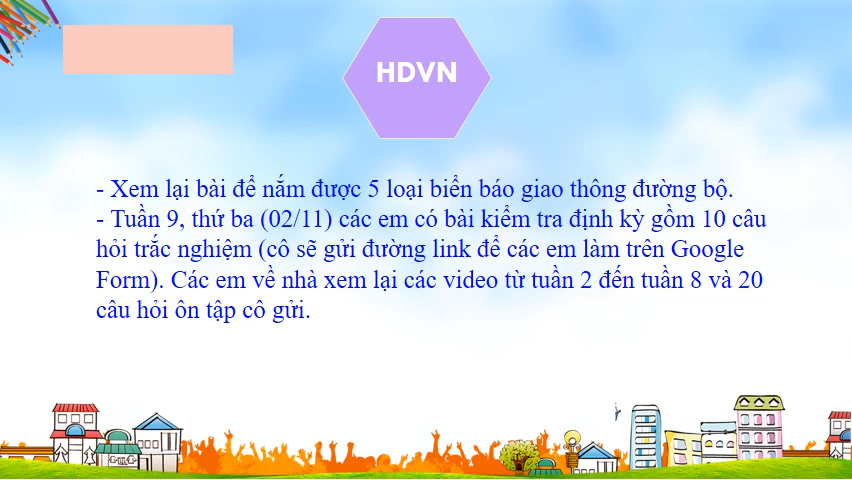 HDVN
- Xem lại bài để nắm được 5 loại biển báo giao thông đường bộ.
- Tuần 9, thứ ba (02/11) các em có bài kiểm tra định kỳ gồm 10 câu
hỏi trắc nghiệm (cô sẽ gửi đường link để các em làm trên Google
Form). Các em về nhà xem lại các video từ tuần 2 đến tuần 8 và 20
câu hỏi ôn tập cô gửi.